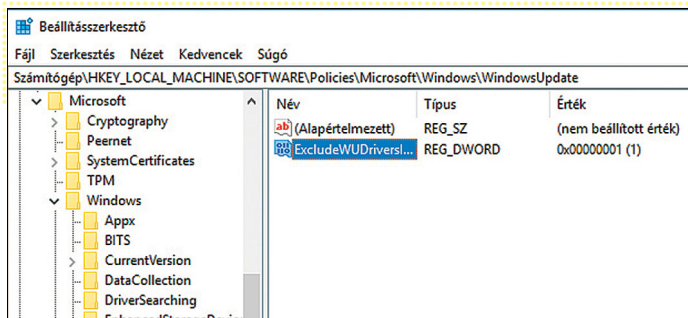 Beállításszerkesztő
Fájl Szerkesztés Nézet Kedvencek Súgó
Számítógép\HKEY_LOCAL_MACHINE\SOFTWARE\Policies\Microsoft\Windows\WindowsUpdate
Microsoft
Cryptography
Peernet
SystemCertificates
TPM
Windows
Appx
BITS
CurrentVersion
DataCollection
DriverSearching
Név Típus Érték
(Alapértelmezett) REG_SZ (nem beállított érték)
ExcludeWUDriversI... REG_DWORD 0x00000001 (1)